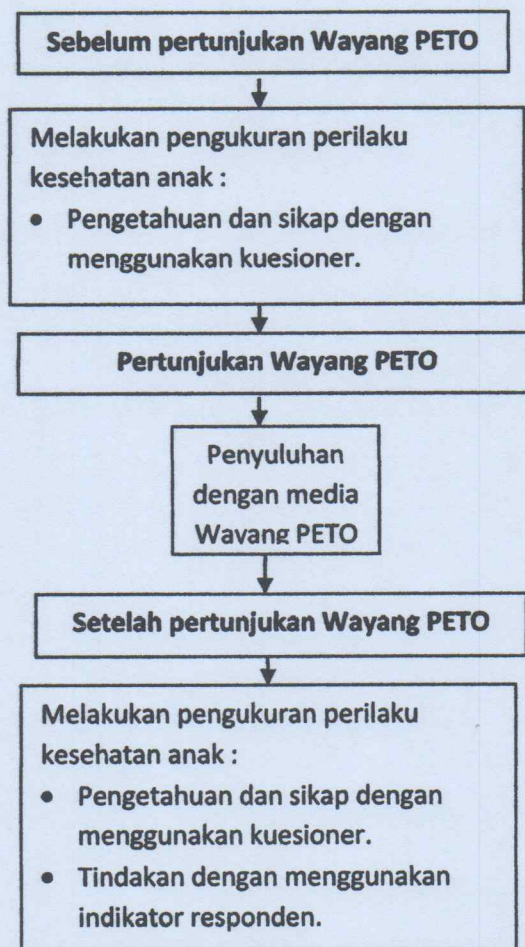 Sebelum pertunjukan Wayang PETO
Melakukan pengukuran perilaku
kesehatan anak :
• Pengetahuan dan sikap dengan
menggunakan kuesioner.
Pertunjukan Wayang PETO
Penyuluhan
dengan media
Wayang PETO
Setelah pertunjukan Wayang PETO
Melakukan pengukuran perilaku
kesehatan anak :
• Pengetahuan dan sikap dengan
menggunakan kuesioner.
• Tindakan dengan menggunakan
indikator responden.